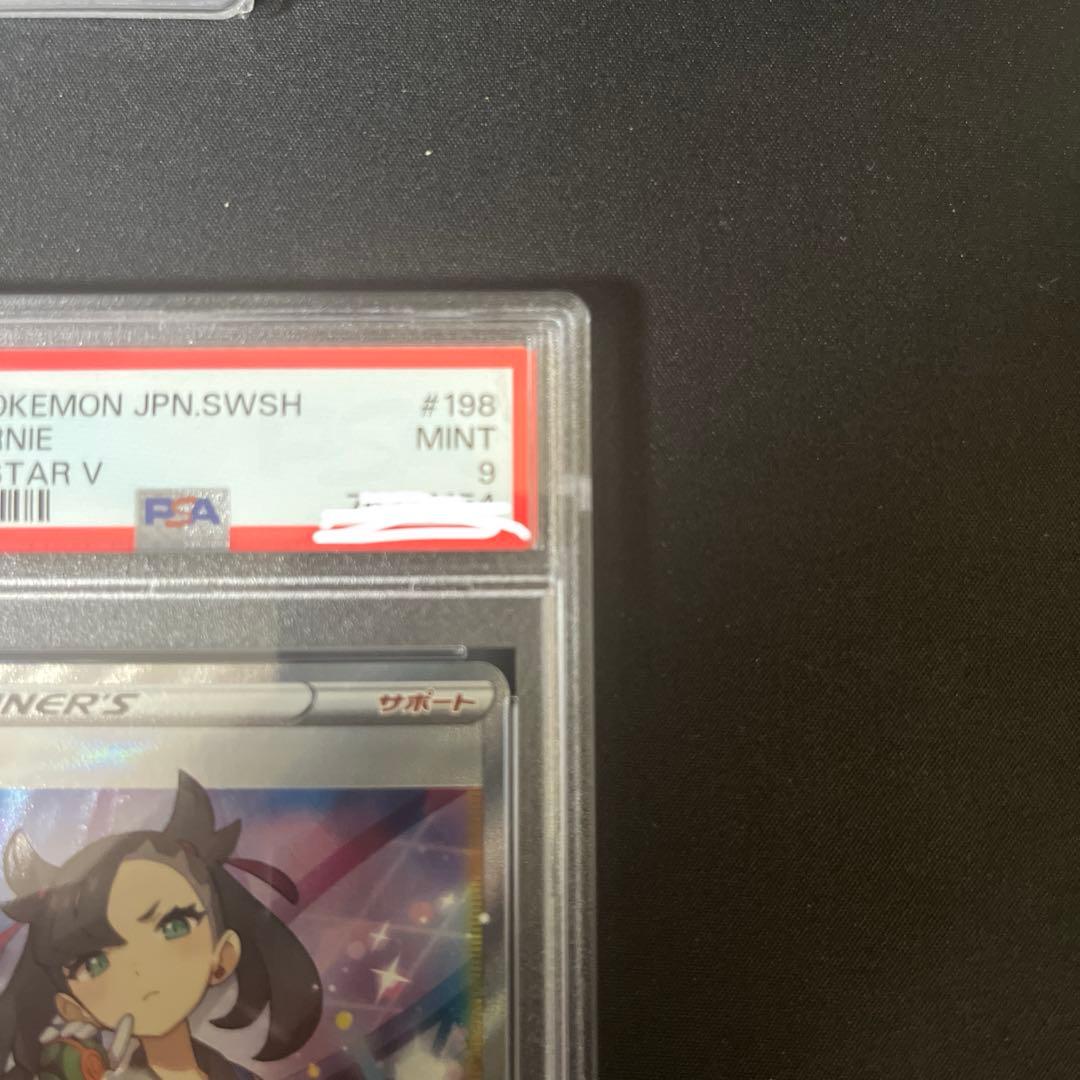 OKEMON JPN.SWSH #198
RNIE MINT
STAR V 9
PSA
NER'S サポート